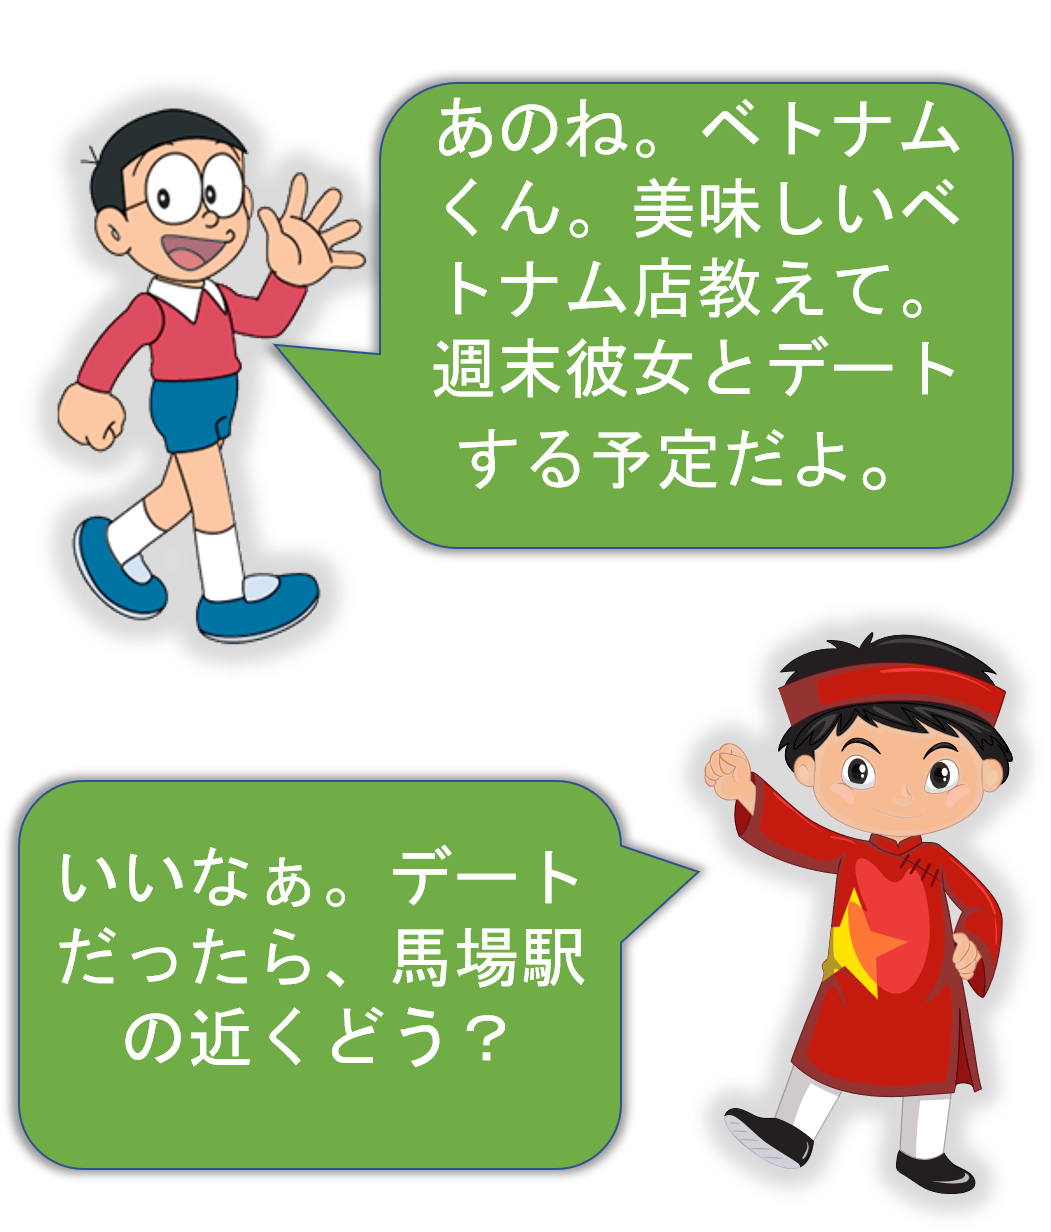 あのね。ベトナム
くん。美味しいベ
トナム店教えて。
週末彼女とデート
する予定だよ。
いいなぁ。デート
だったら、馬場駅
の近くどう？